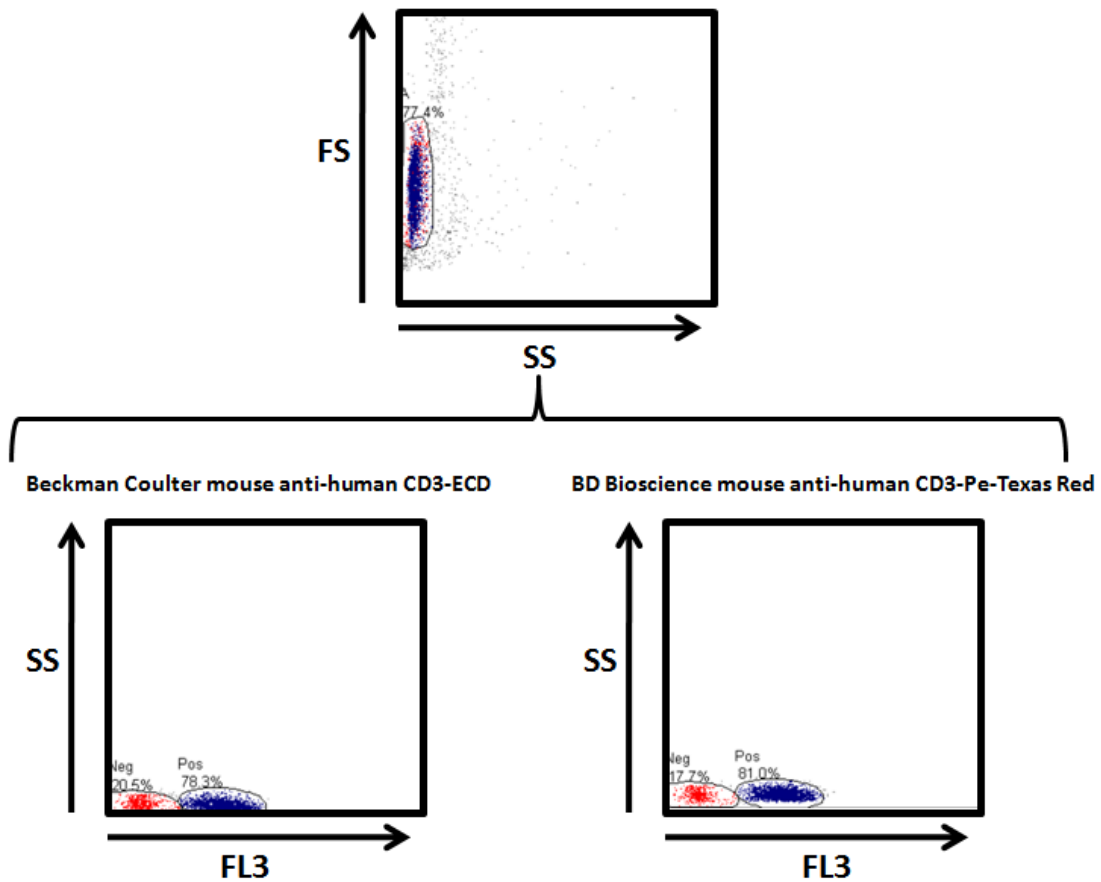 A
77.4%
FS
SS
Beckman Coulter mouse anti-human CD3-ECD
BD Bioscience mouse anti-human CD3-Pe-Texas Red
SS
Neg
20.5%
Pos
78.3%
FL3
SS
Neg
17.7%
Pos
81.0%
FL3